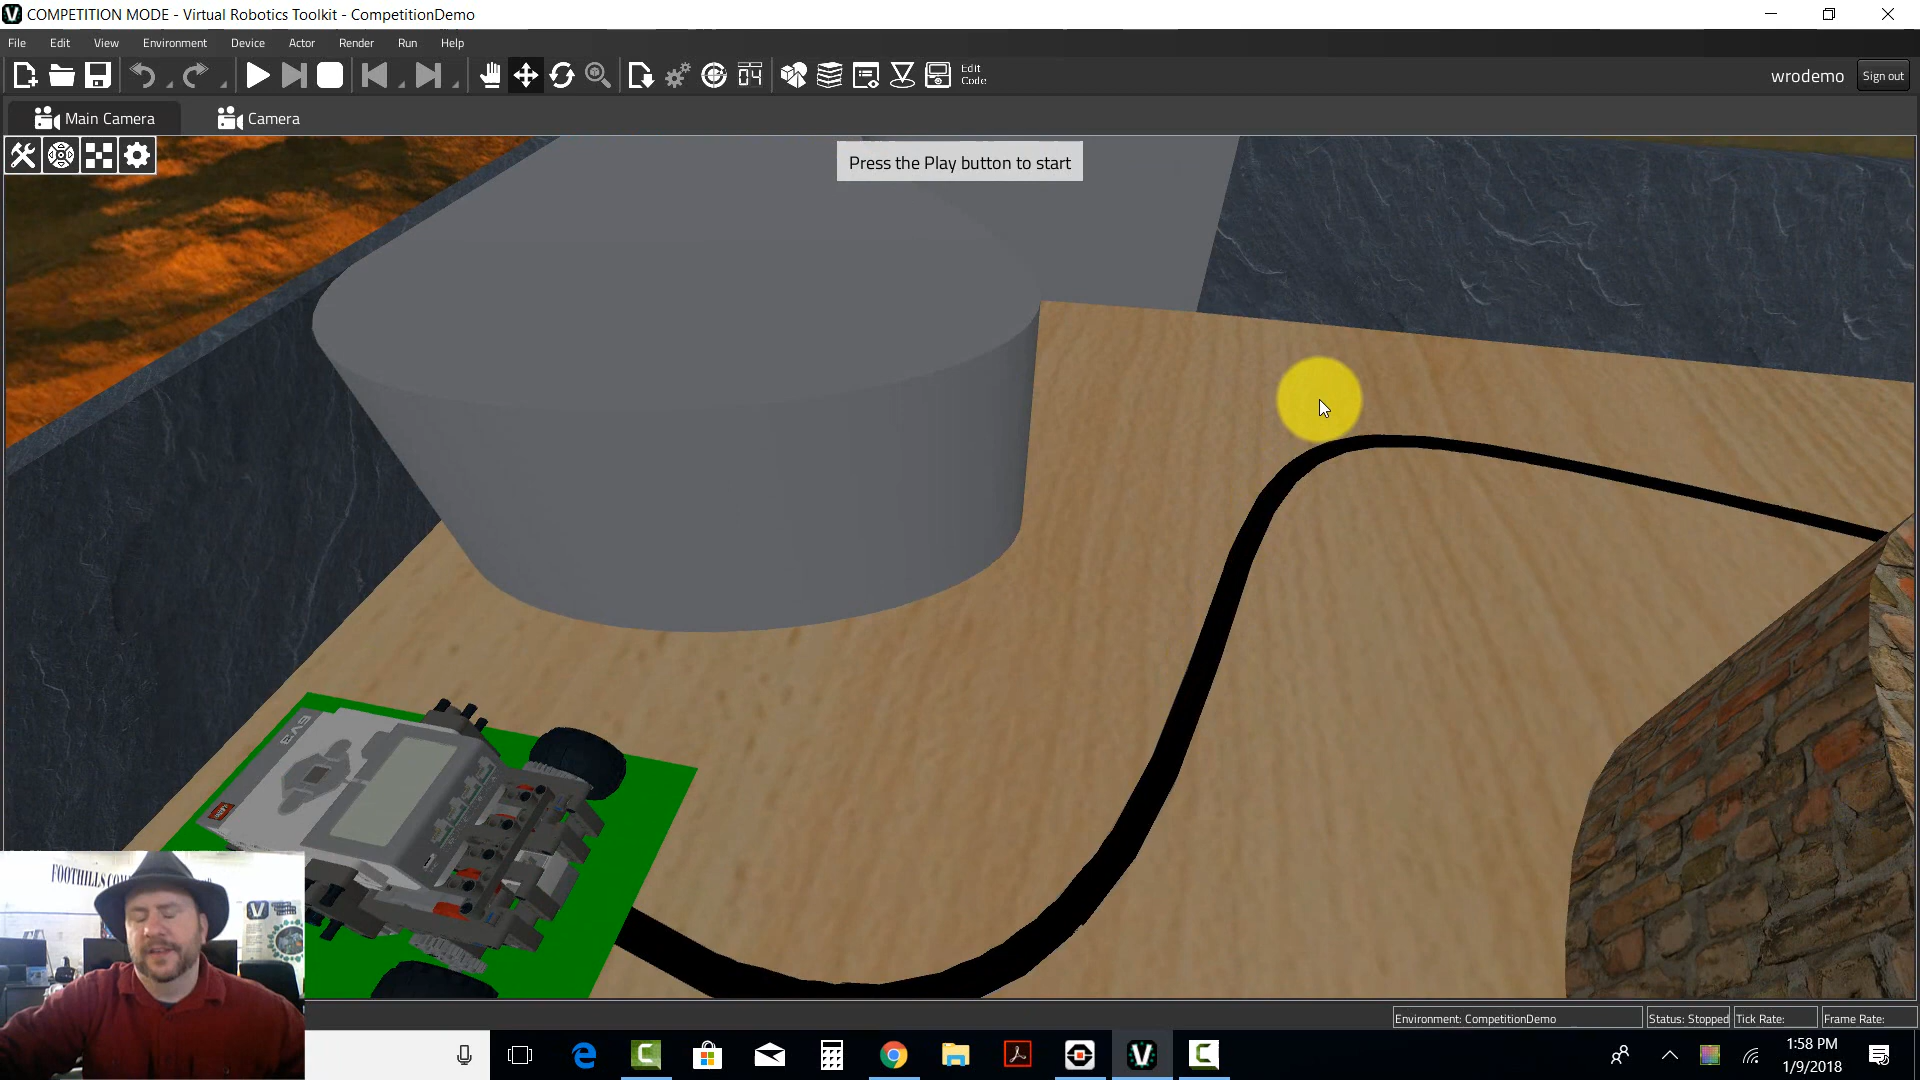 COMPETITION MODE - Virtual Robotics Toolkit - CompetitionDemo
File Edit View Environment Device Actor Render Run Help
04
Edit
Code
wrodemo
Sign out
Main Camera
Camera
Press the Play button to start
EV3
FOOTHILLS
Environment: CompetitionDemo
Status: Stopped
Tick Rate:
Frame Rate:
1:58 PM
1/9/2018